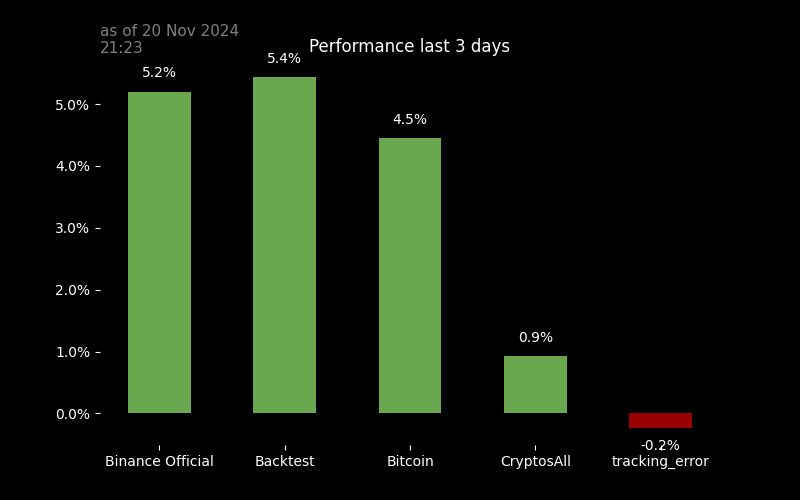 as of 20 Nov 2024
21:23
Performance last 3 days
5.2%
5.4%
4.5%
0.9%
-0.2%
5.0%
4.0%
3.0%
2.0%
1.0%
0.0%
Binance Official
Backtest
Bitcoin
CryptosAll
tracking_error